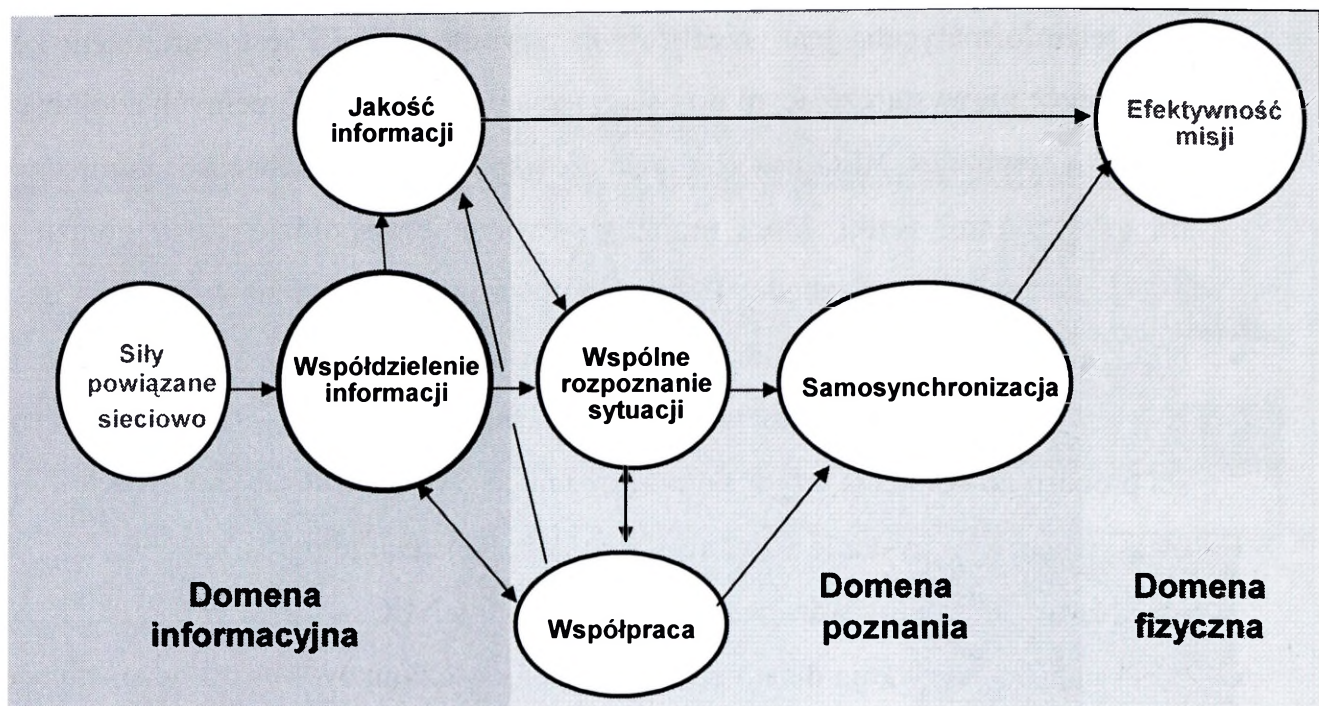 Jakość
informacji
Efektywność
misji
Siły
powiązane
sieciowo
Współdzielenie
informacji
Wspólne
rozpoznanie
sytuacji
Samosynchronizacja
Współpraca
Domena
informacyjna
Domena
poznania
Domena
fizyczna